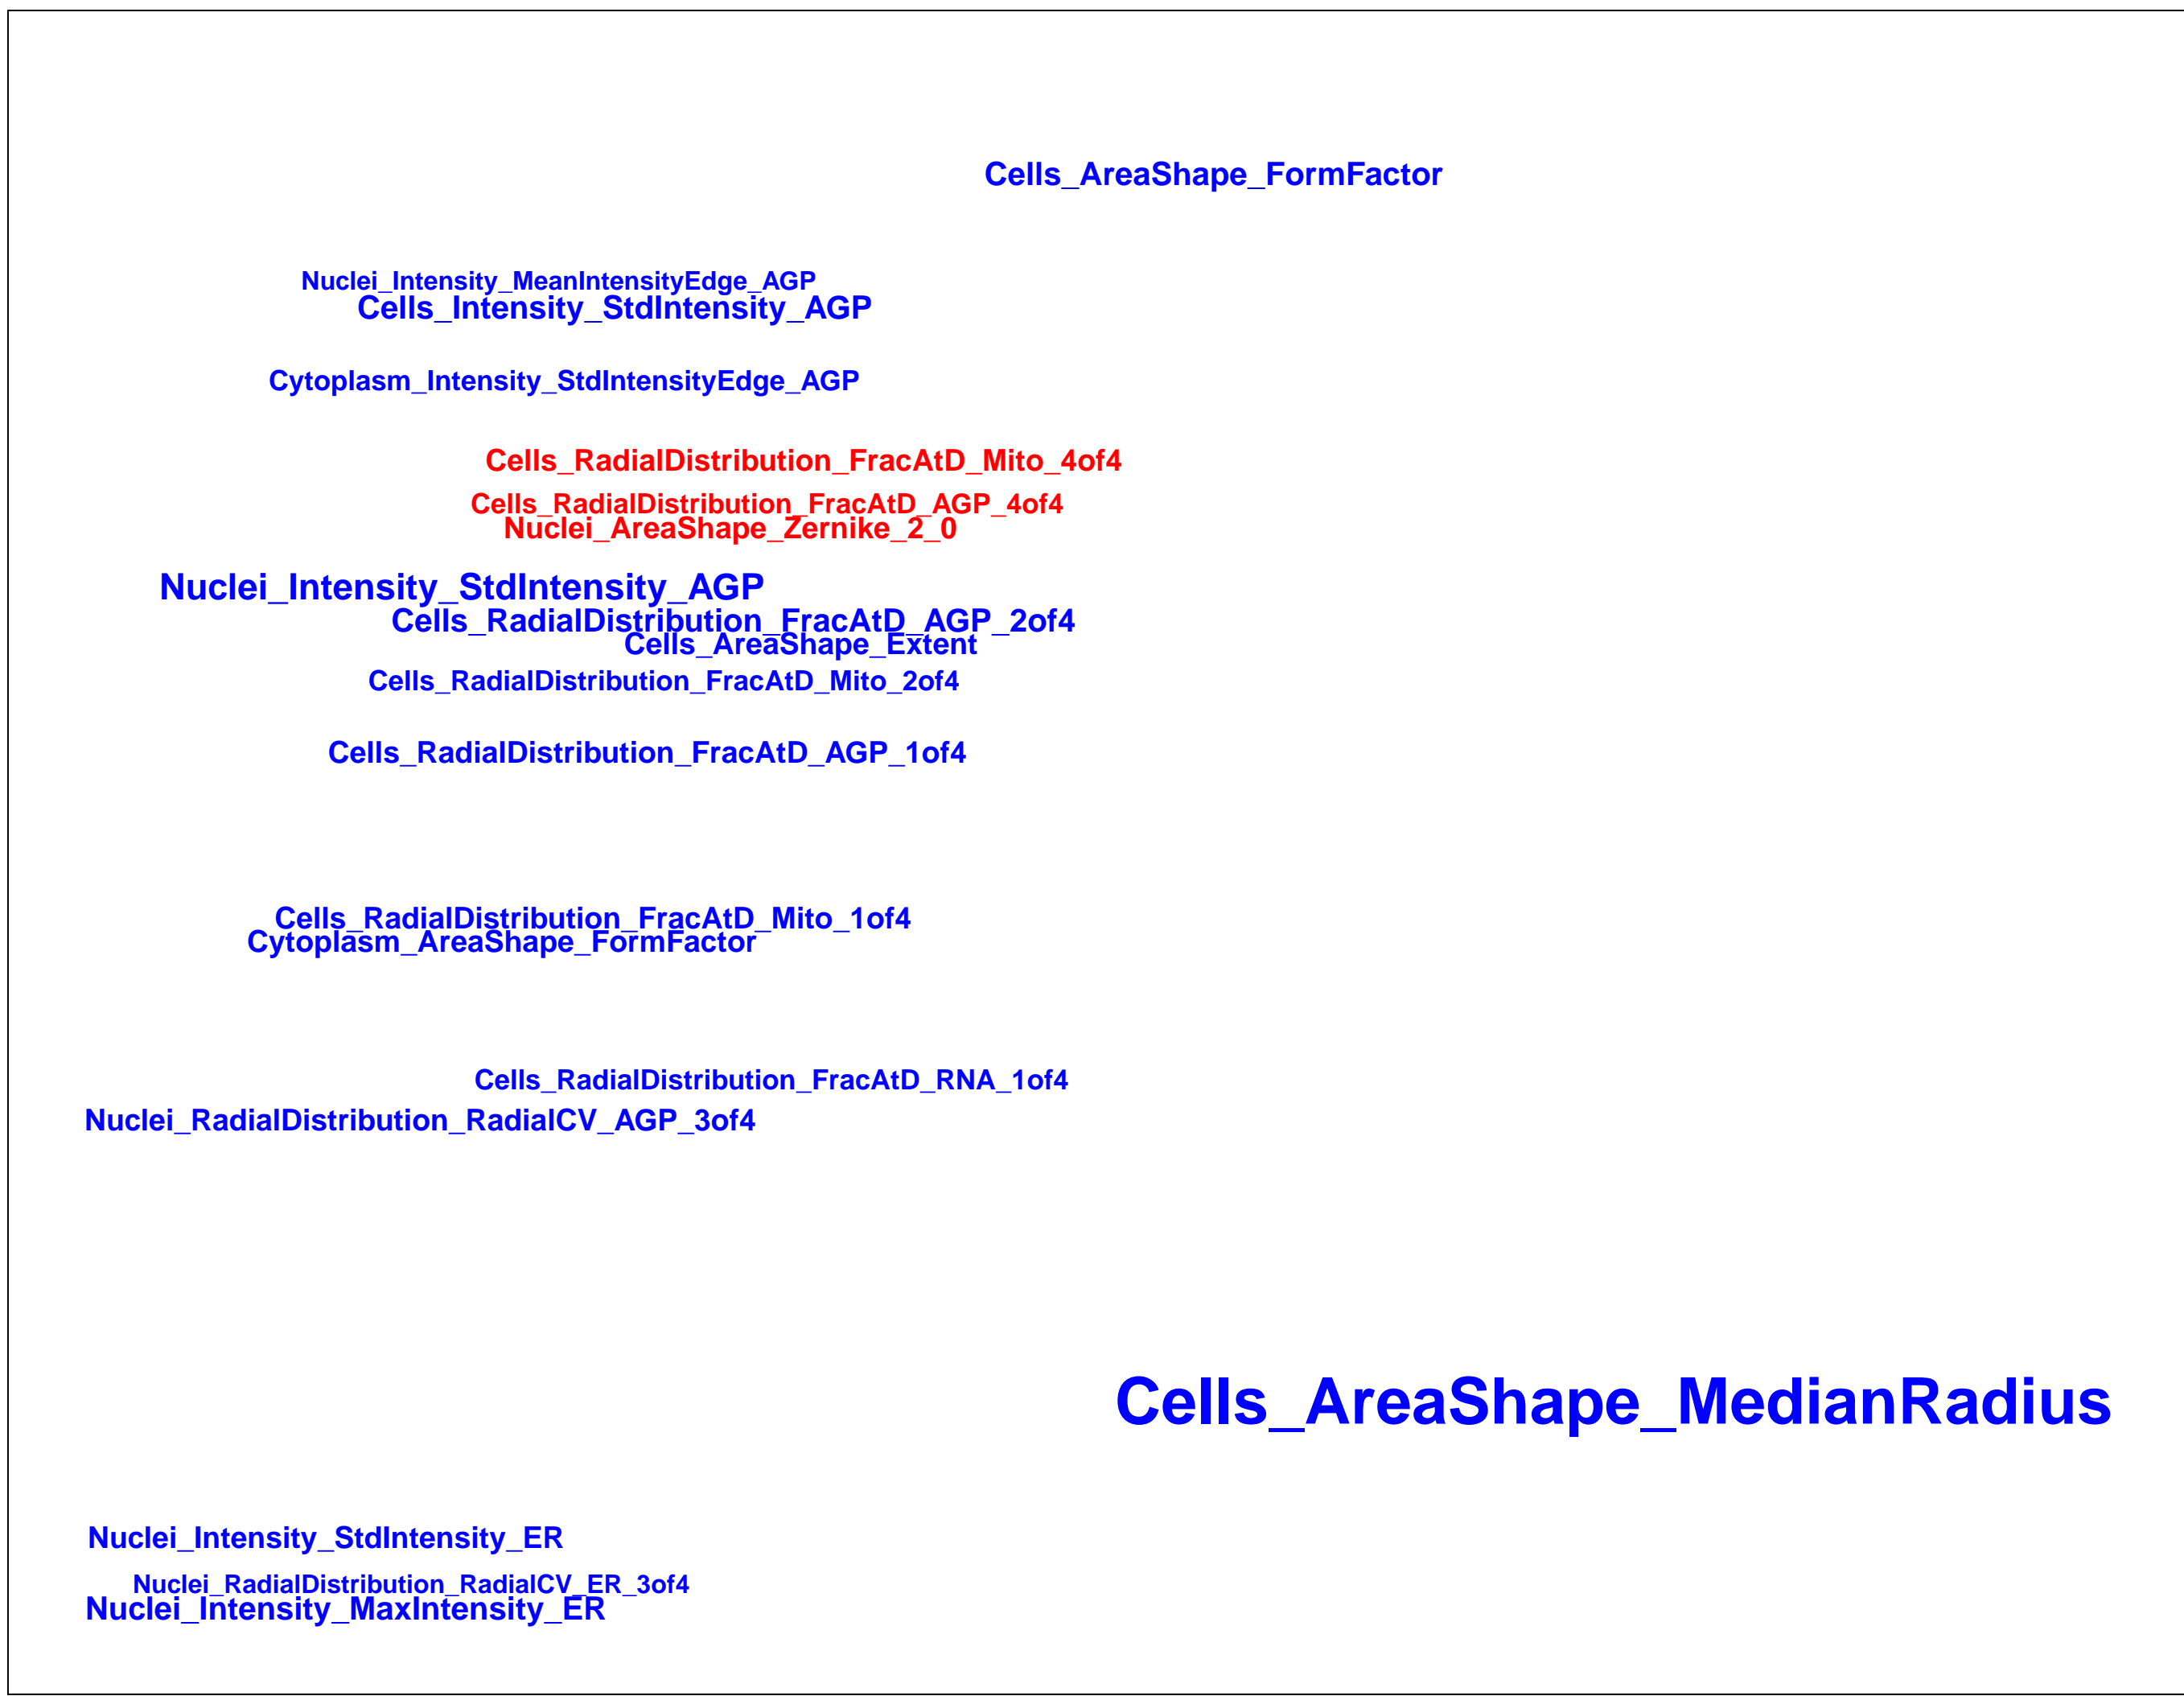 Cells_AreaShape_FormFactor
Nuclei_Intensity_MeanIntensityEdge_AGP
Cells_Intensity_StdIntensity_AGP
Cytoplasm_Intensity_StdIntensityEdge_AGP
Cells_RadialDistribution_FracAtD_Mito_4of4
Cells_RadialDistribution_FracAtD_AGP_4of4
Nuclei_AreaShape_Zernike_2_0
Nuclei_Intensity_StdIntensity_AGP
Cells_RadialDistribution_FracAtD_AGP_2of4
Cells_AreaShape_Extent
Cells_RadialDistribution_FracAtD_Mito_2of4
Cells_RadialDistribution_FracAtD_AGP_1of4
Cells_RadialDistribution_FracAtD_Mito_1of4
Cytoplasm_AreaShape_FormFactor
Cells_RadialDistribution_FracAtD_RNA_1of4
Nuclei_RadialDistribution_RadialCV_AGP_3of4
Cells_AreaShape_MedianRadius
Nuclei_Intensity_StdIntensity_ER
Nuclei_RadialDistribution_RadialCV_ER_3of4
Nuclei_Intensity_MaxIntensity_ER